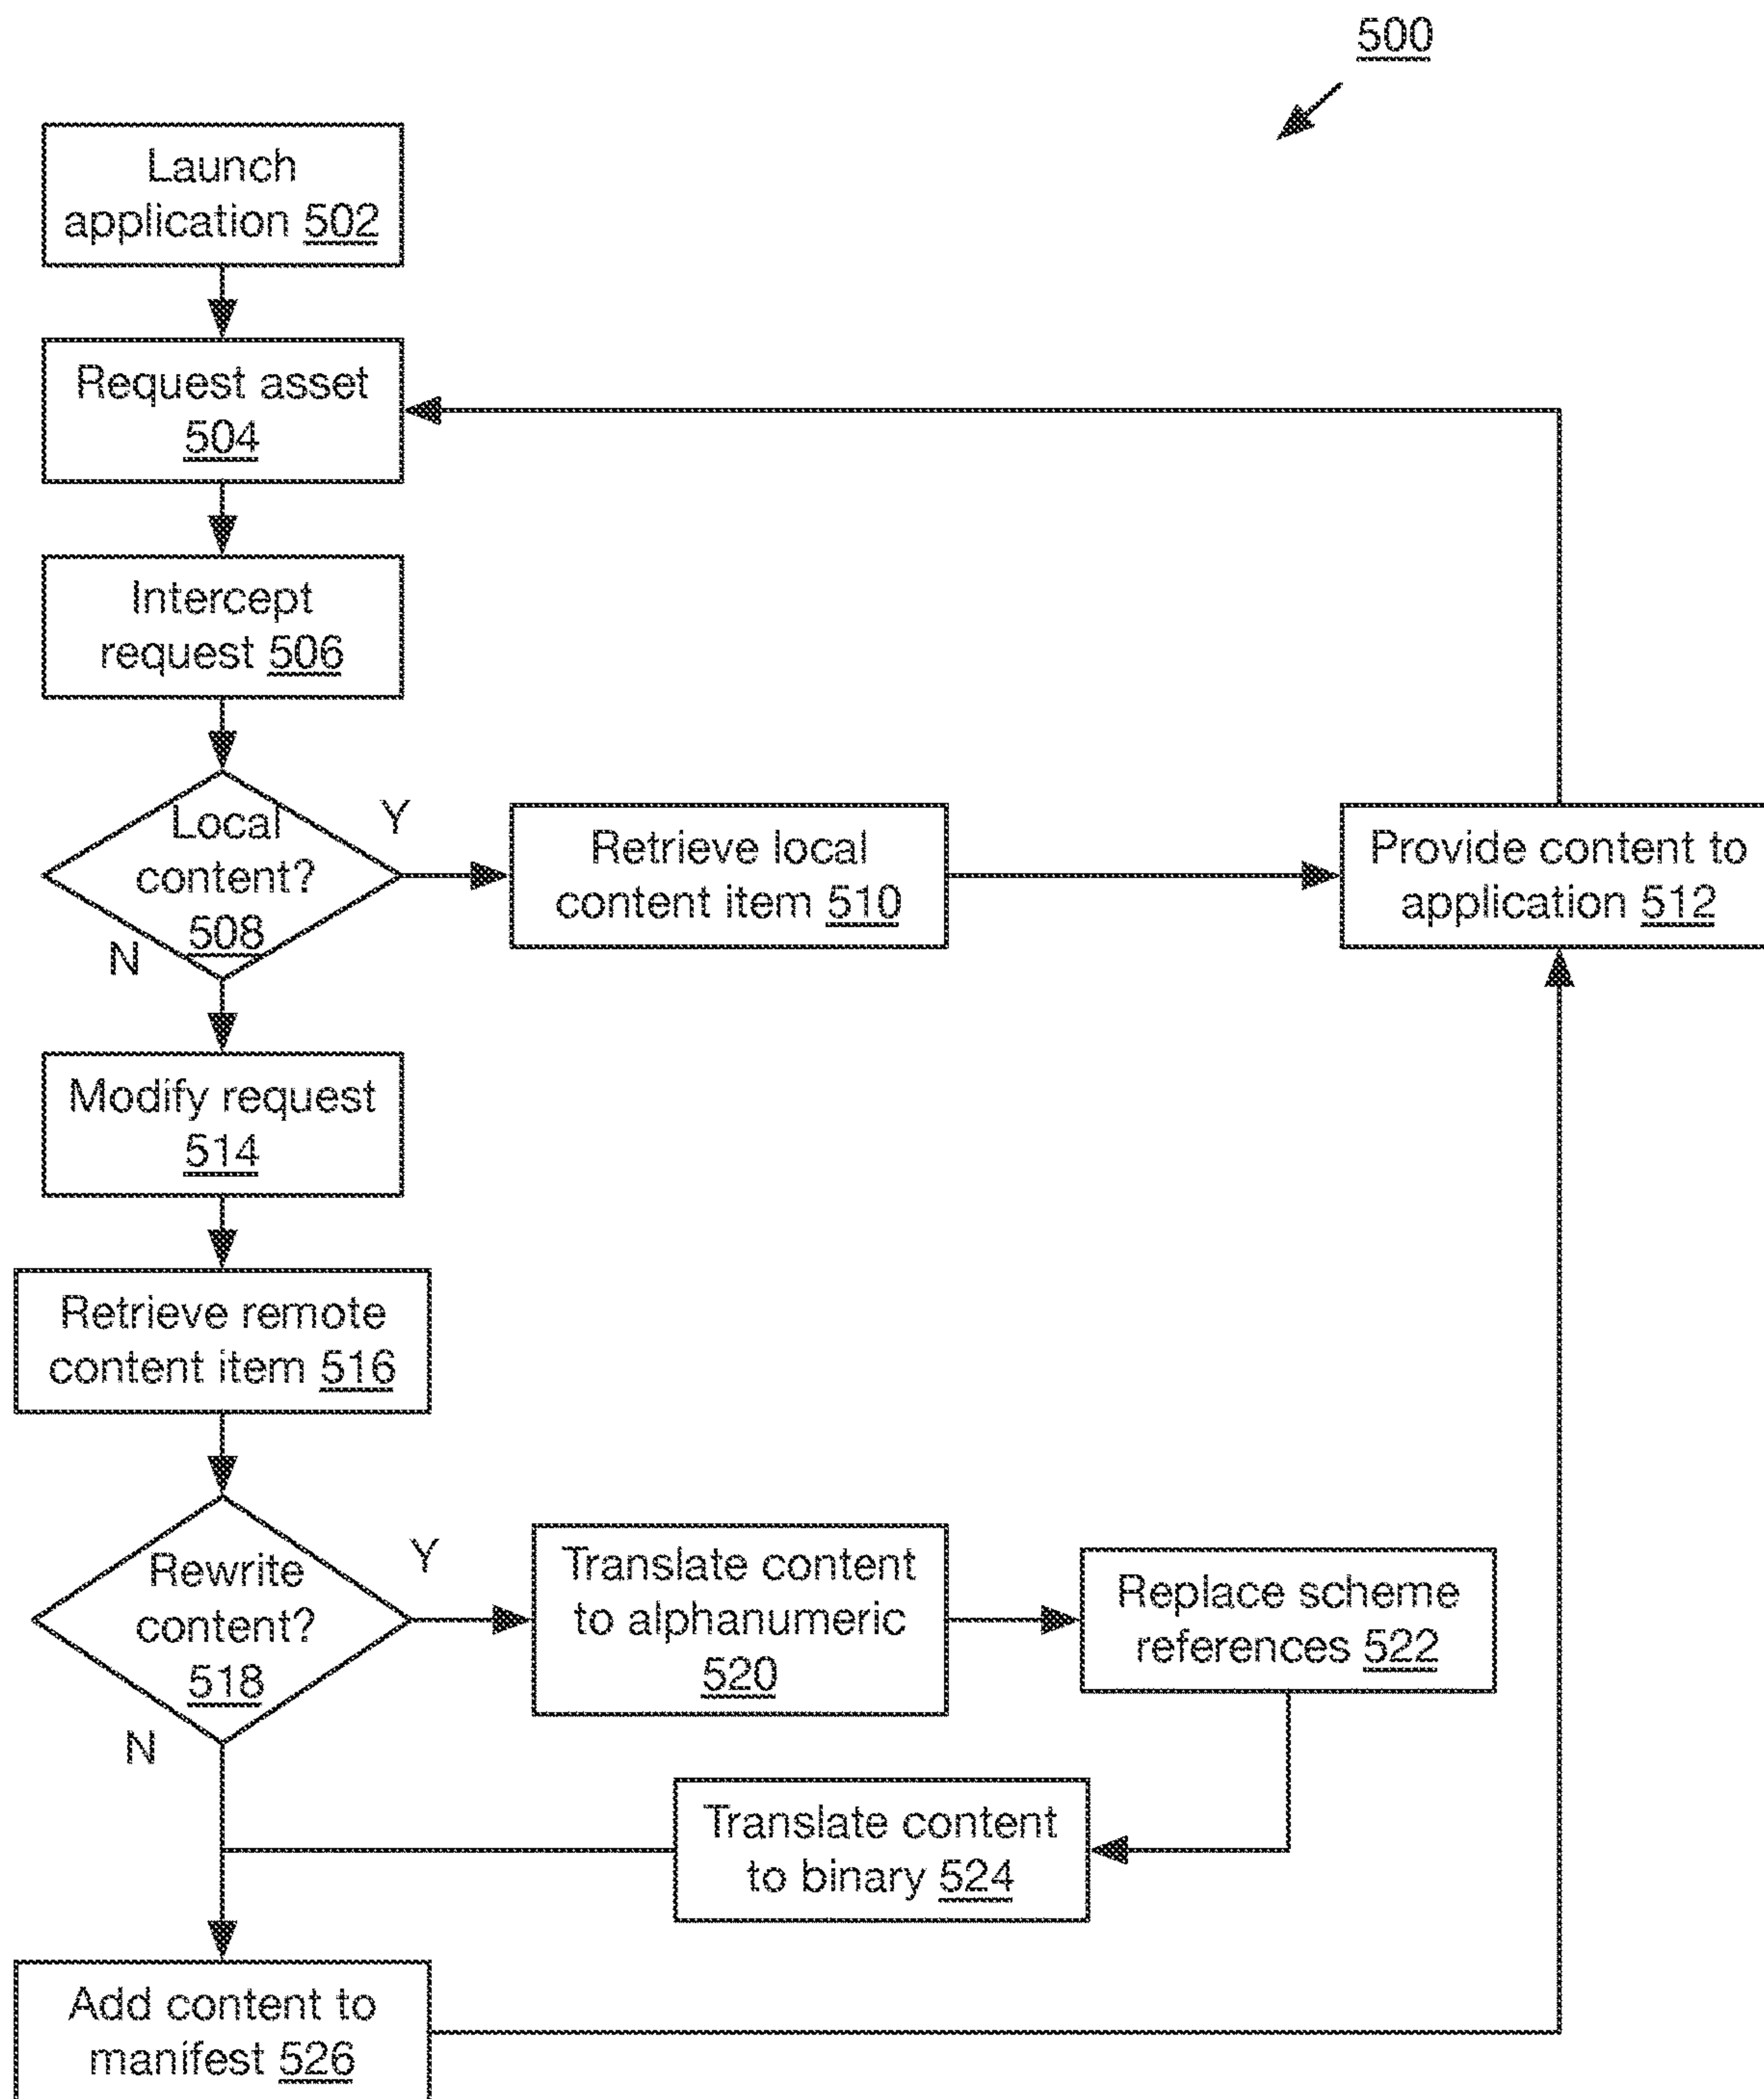 500
Launch
application 502
Request asset
504
Intercept
request 506
Local
content?
508
Y
N
Retrieve local
content item 510
Provide content to
application 512
Modify request
514
Retrieve remote
content item 516
Rewrite
content?
518
Y
N
Translate content
to alphanumeric
520
Replace scheme
references 522
Translate content
to binary 524
Add content to
manifest 526